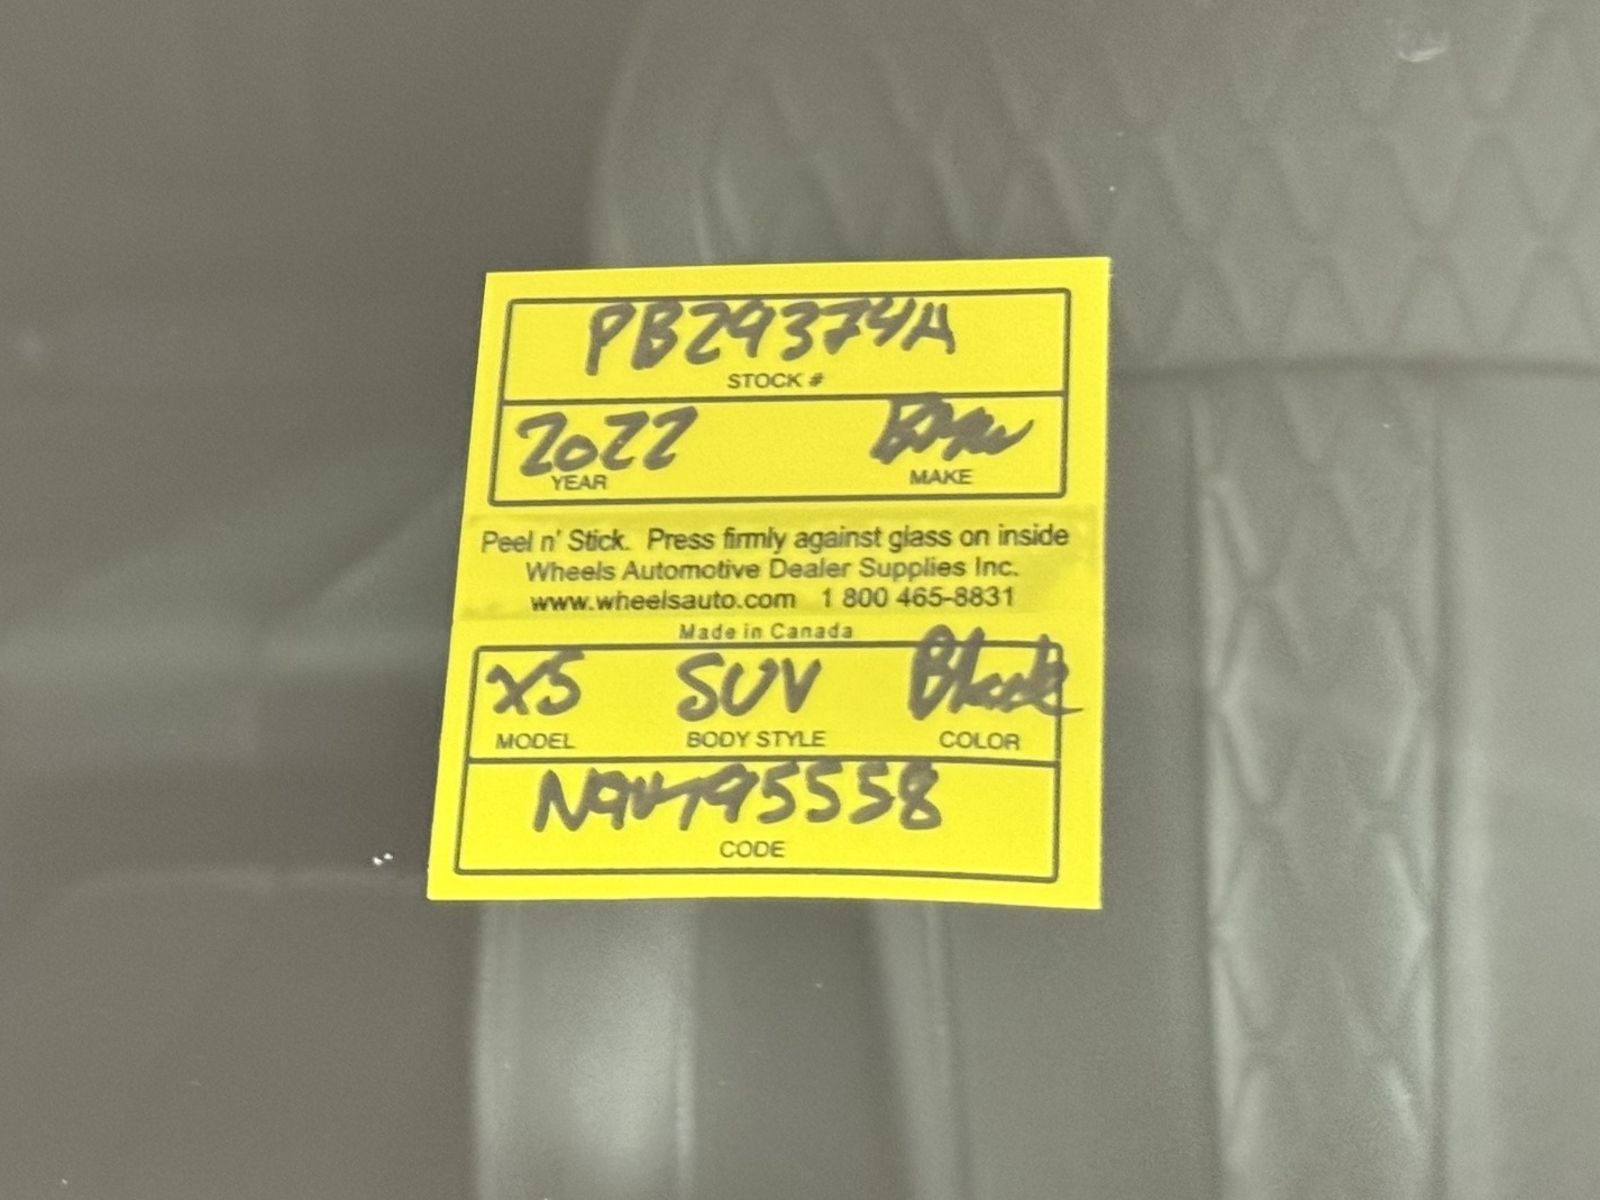 PB29374A
STOCK #
2022 BMW
YEAR MAKE
Peel n' Stick. Press firmly against glass on inside
Wheels Automotive Dealer Supplies Inc.
www.wheelsauto.com 1 800 465-8831
Made in Canada
X5 SUV Black
MODEL BODY STYLE COLOR
CODE